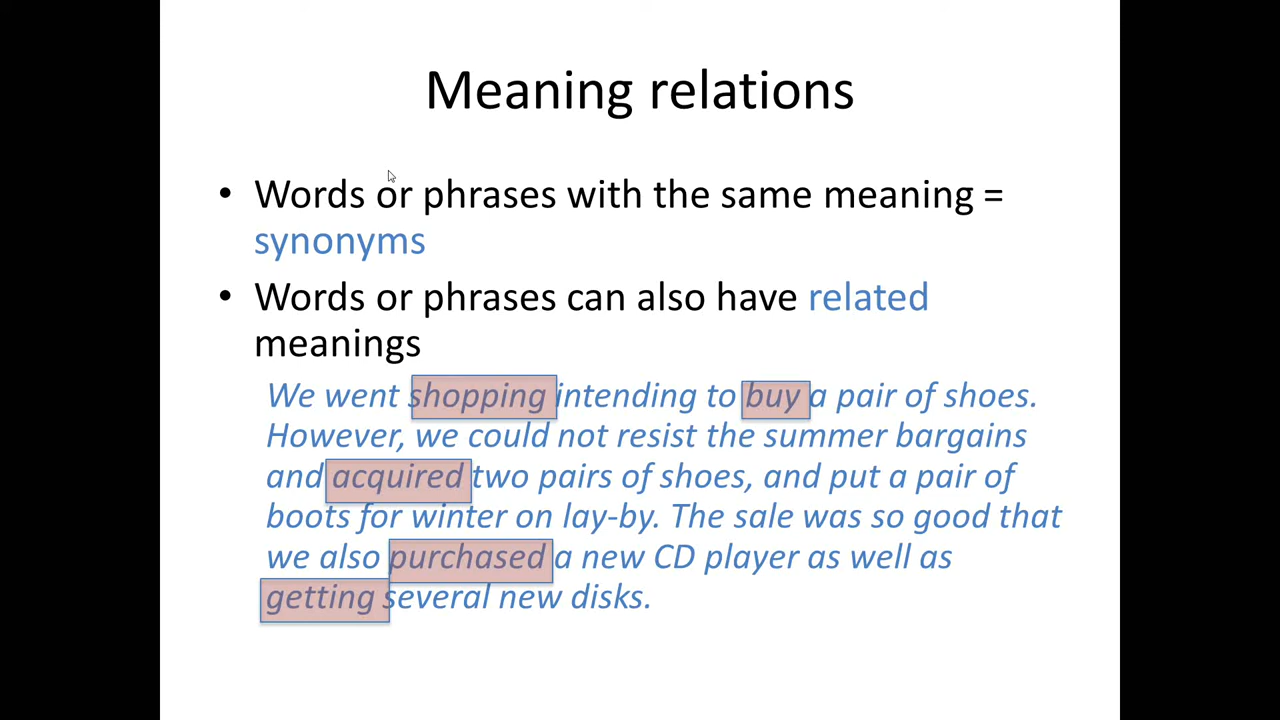 Meaning relations
• Words or phrases with the same meaning =
synonyms
• Words or phrases can also have related
meanings
We went shopping intending to buy a pair of shoes.
However, we could not resist the summer bargains
and acquired two pairs of shoes, and put a pair of
boots for winter on lay-by. The sale was so good that
we also purchased a new CD player as well as
getting several new disks.